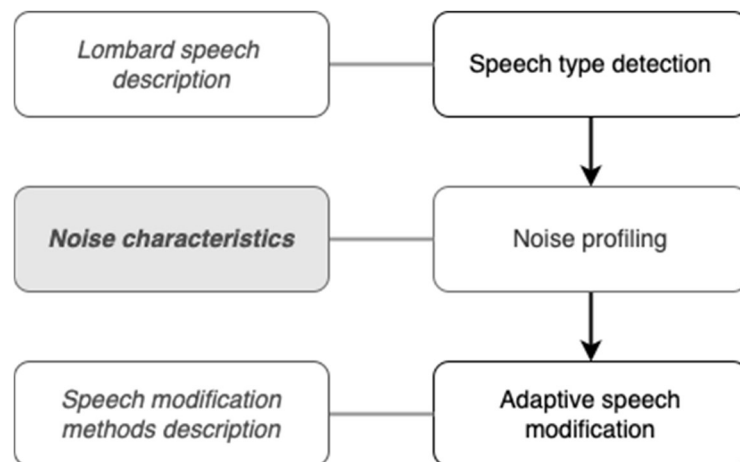 Lombard speech
description
Speech type detection
Noise characteristics
Noise profiling
Speech modification
methods description
Adaptive speech
modification